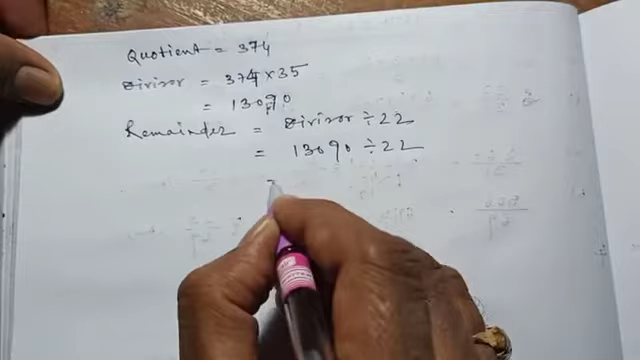 Quotient = 374
Divisor = 374 × 35
= 13090
Remainder = Divisor ÷ 22
= 13090 ÷ 22
=